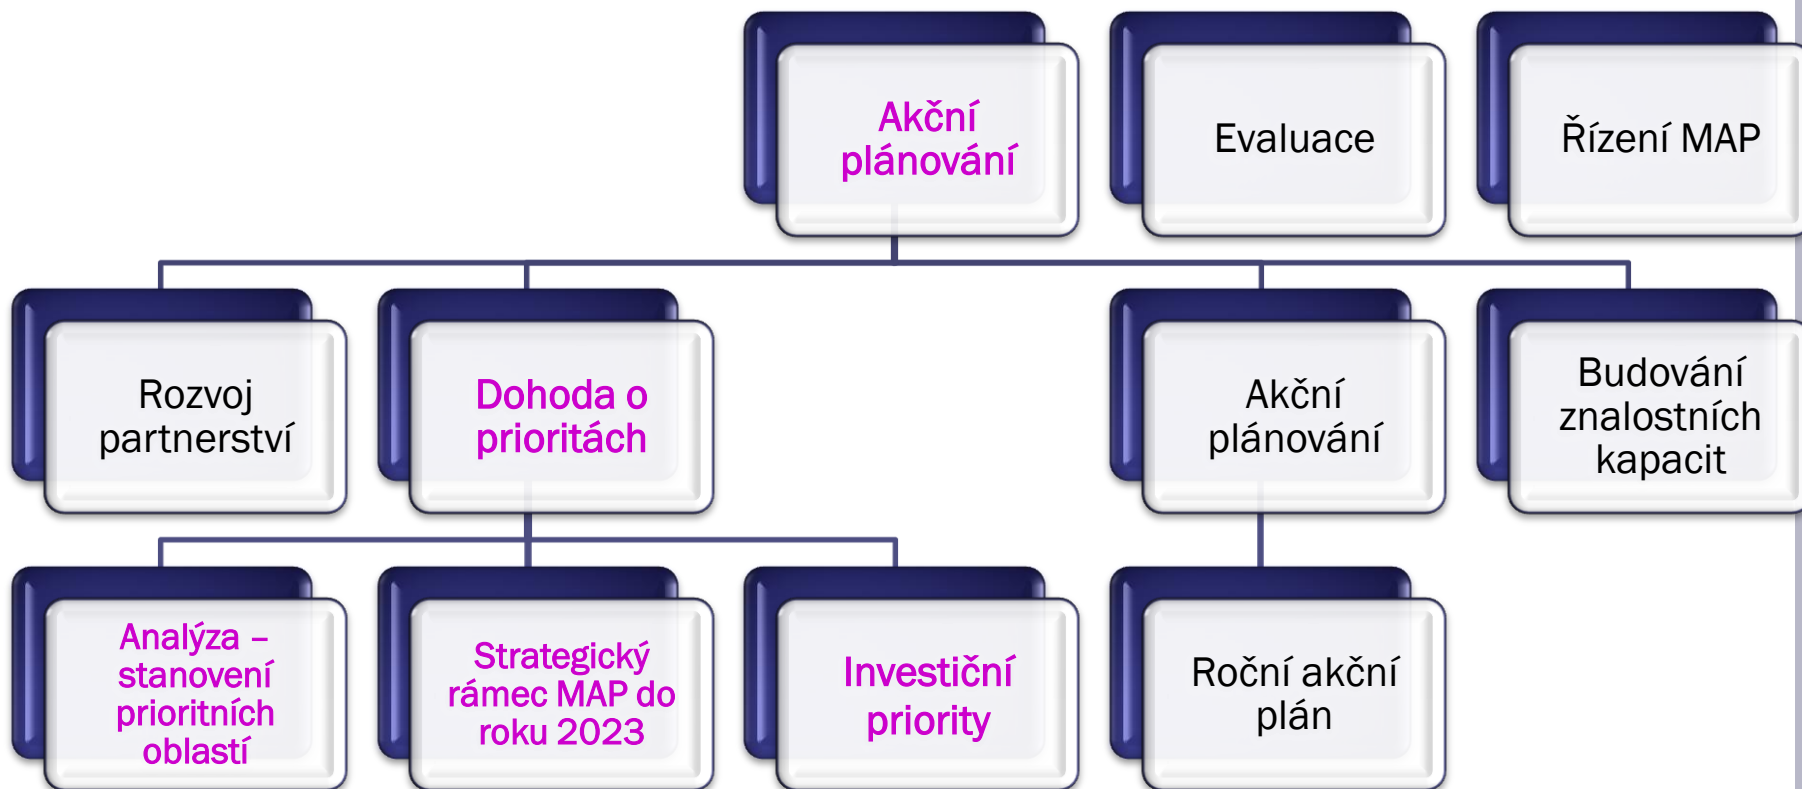 Akční
plánování
Evaluace
Řízení MAP
Rozvoj
partnerství
Dohoda o
prioritách
Akční
plánování
Budování
znalostních
kapacit
Analýza –
stanovení
prioritních
oblastí
Strategický
rámec MAP do
roku 2023
Investiční
priority
Roční akční
plán